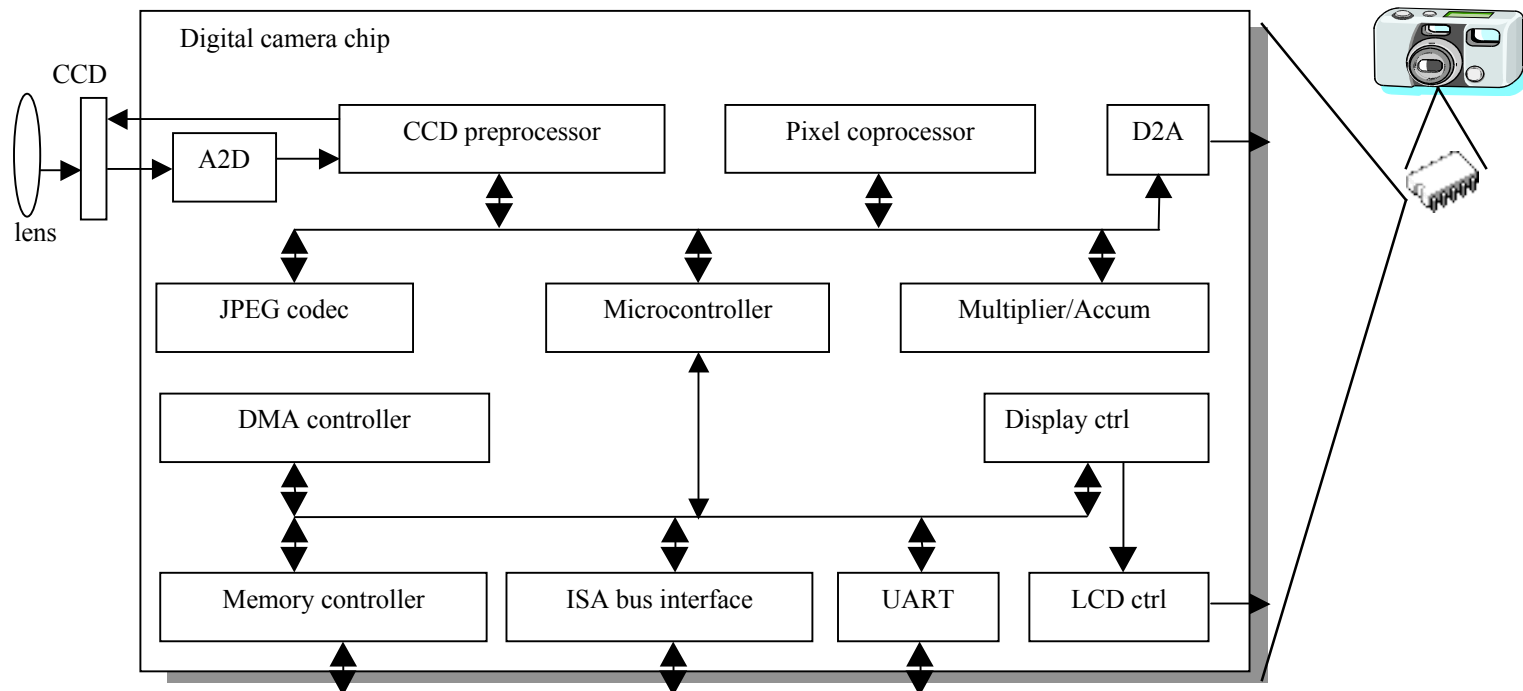 Digital camera chip
CCD
CCD preprocessor
Pixel coprocessor
D2A
A2D
lens
JPEG codec
Microcontroller
Multiplier/Accum
DMA controller
Display ctrl
Memory controller
ISA bus interface
UART
LCD ctrl